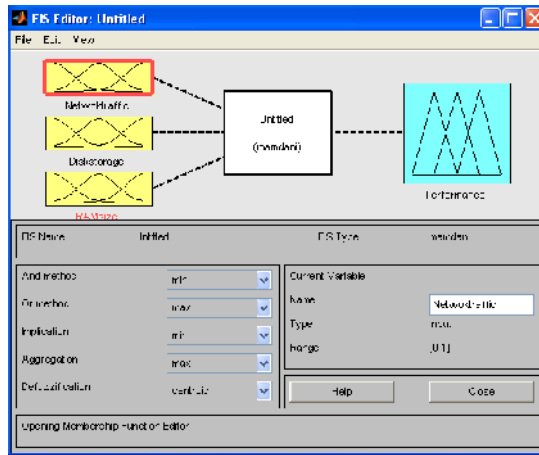 FIS Editor: Untitled
File Edit View
Networktraffic
Diskstorage
RAMsize
Untitled
(mamdani)
Performance
FIS Name: Untitled
FIS Type: mamdani
And method min
Or method max
Implication min
Aggregation max
Defuzzification centroid
Current Variable
Name Networktraffic
Type input
Range [0 1]
Help Close
Opening Membership Function Editor